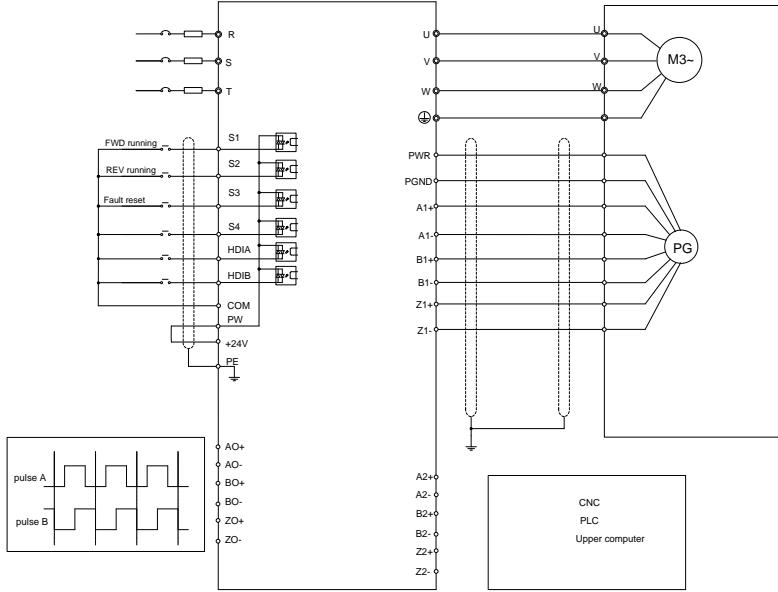 R
S
T
FWD running
REV running
Fault reset
S1
S2
S3
S4
HDIA
HDIB
COM
PW
+24V
PE
U
V
W
PWR
PGND
A1+
A1-
B1+
B1-
Z1+
Z1-
U
V
W
M3~
PG
pulse A
pulse B
AO+
AO-
BO+
BO-
ZO+
ZO-
A2+
A2-
B2+
B2-
Z2+
Z2-
CNC
PLC
Upper computer